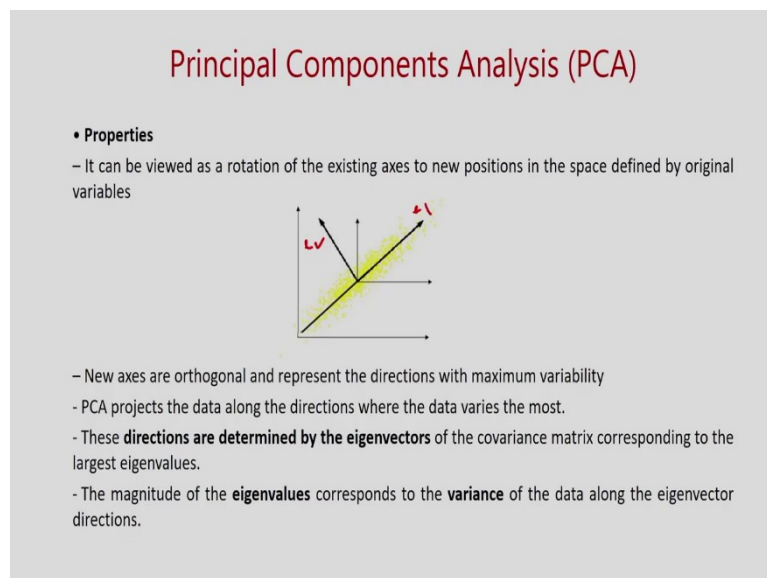 Principal Components Analysis (PCA)
• Properties
– It can be viewed as a rotation of the existing axes to new positions in the space defined by original
variables
LV
– New axes are orthogonal and represent the directions with maximum variability
- PCA projects the data along the directions where the data varies the most.
- These directions are determined by the eigenvectors of the covariance matrix corresponding to the
largest eigenvalues.
- The magnitude of the eigenvalues corresponds to the variance of the data along the eigenvector
directions.